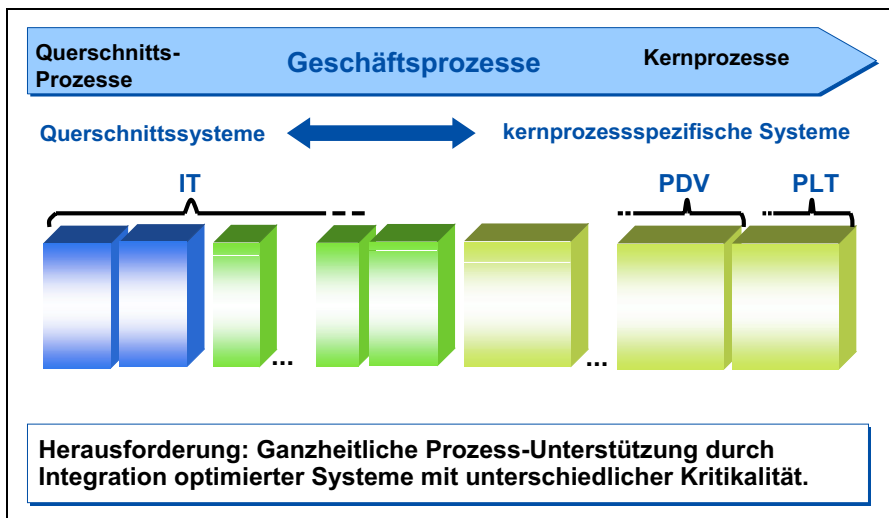 Querschnitts-
Prozesse
Geschäftsprozesse
Kernprozesse
Querschnittssysteme
kernprozessspezifische Systeme
IT
PDV
PLT
...
...
Herausforderung: Ganzheitliche Prozess-Unterstützung durch
Integration optimierter Systeme mit unterschiedlicher Kritikalität.